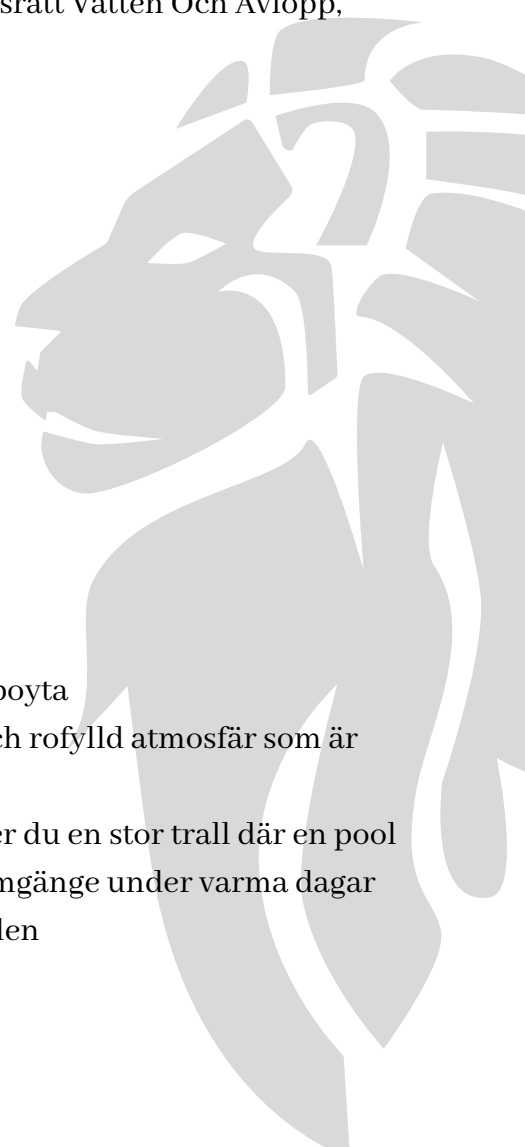 srätt Vatten Och Avlopp,
boyta
ch rofylld atmosfär som är
er du en stor trall där en pool
mgänge under varma dagar
den